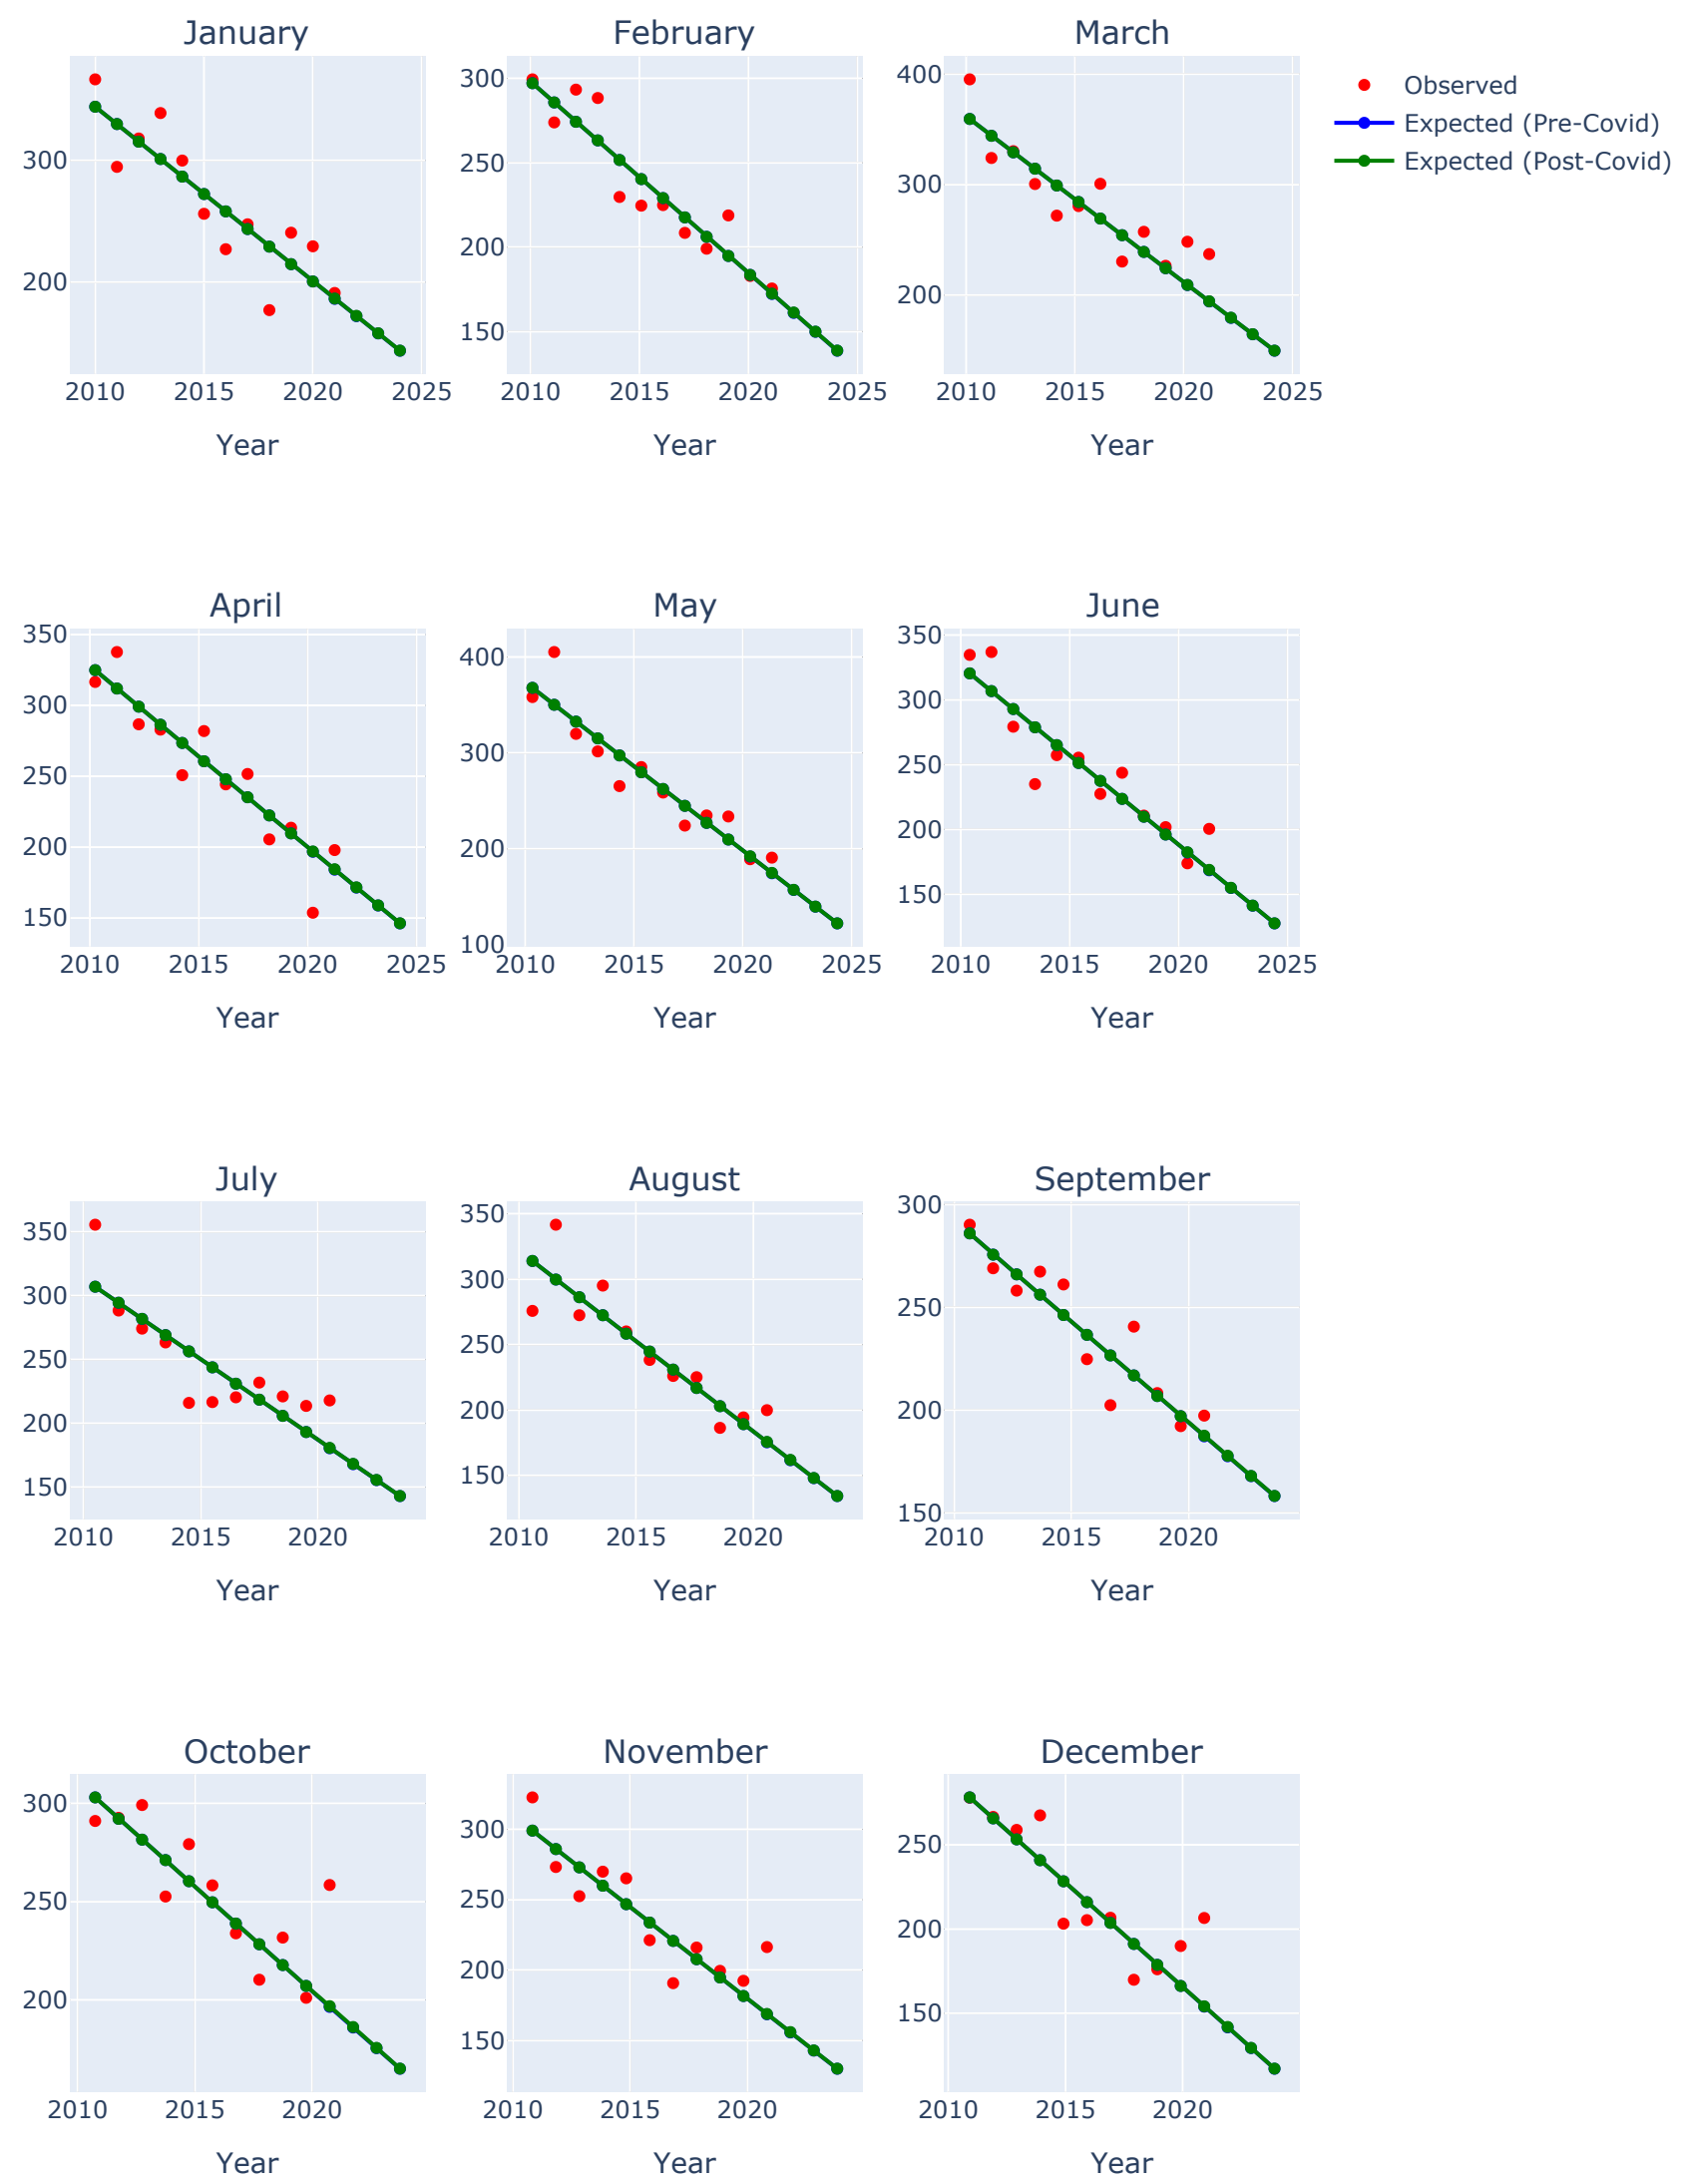 January February March
400
300
200
2010 2015 2020 2025
Year
300
250
200
150
2010 2015 2020 2025
Year
300
200
2010 2015 2020 2025
Year
Observed
Expected (Pre-Covid)
Expected (Post-Covid)
April May June
350
300
250
200
150
2010 2015 2020 2025
Year
400
300
200
100
2010 2015 2020 2025
Year
350
300
250
200
150
2010 2015 2020 2025
Year
July August September
350
300
250
200
150
2010 2015 2020
Year
350
300
250
200
150
2010 2015 2020
Year
300
250
200
150
2010 2015 2020
Year
October November December
300
250
200
2010 2015 2020
Year
300
250
200
150
2010 2015 2020
Year
250
200
150
2010 2015 2020
Year